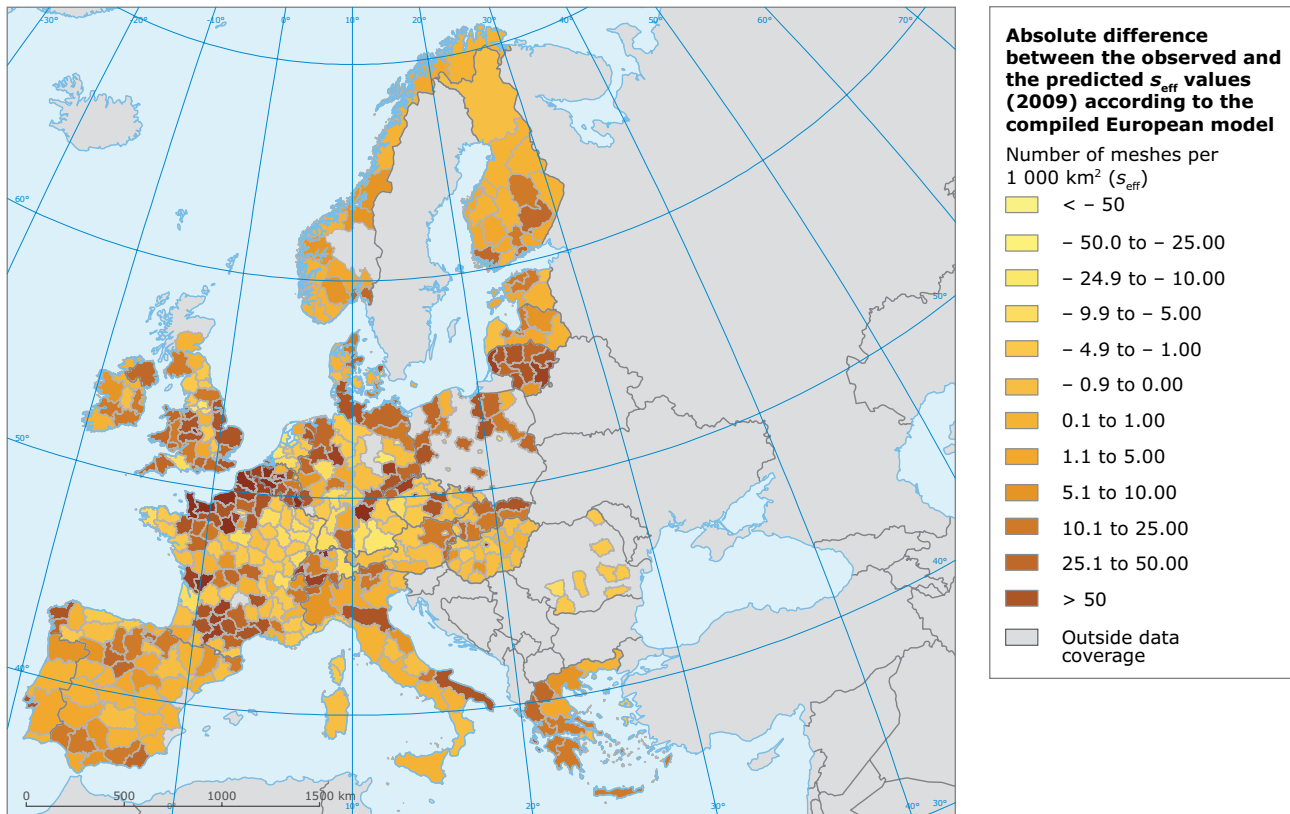 -30° -20° -10° 0° 10° 20° 30° 40° 50° 60° 70°
60°
50°
50°
40°
40°
0 500 1000 1500 km
0° 10° 20° 30° 40° 30°
Absolute difference
between the observed and
the predicted seff values
(2009) according to the
compiled European model
Number of meshes per
1 000 km² (seff)
< – 50
– 50.0 to – 25.00
– 24.9 to – 10.00
– 9.9 to – 5.00
– 4.9 to – 1.00
– 0.9 to 0.00
0.1 to 1.00
1.1 to 5.00
5.1 to 10.00
10.1 to 25.00
25.1 to 50.00
> 50
Outside data
coverage